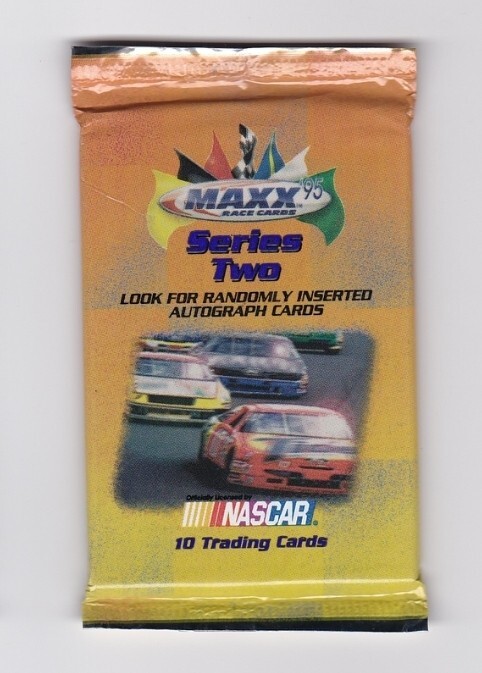 MAXX '95
RACE CARDS
Series
Two
LOOK FOR RANDOMLY INSERTED
AUTOGRAPH CARDS
Officially licensed by
NASCAR
10 Trading Cards